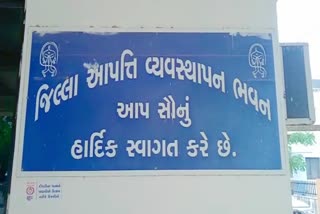 જિલ્લા આપત્તિ વ્યવસ્થાપન ભવન
આપ સૌનું
હાર્દિક સ્વાગત કરે છે.